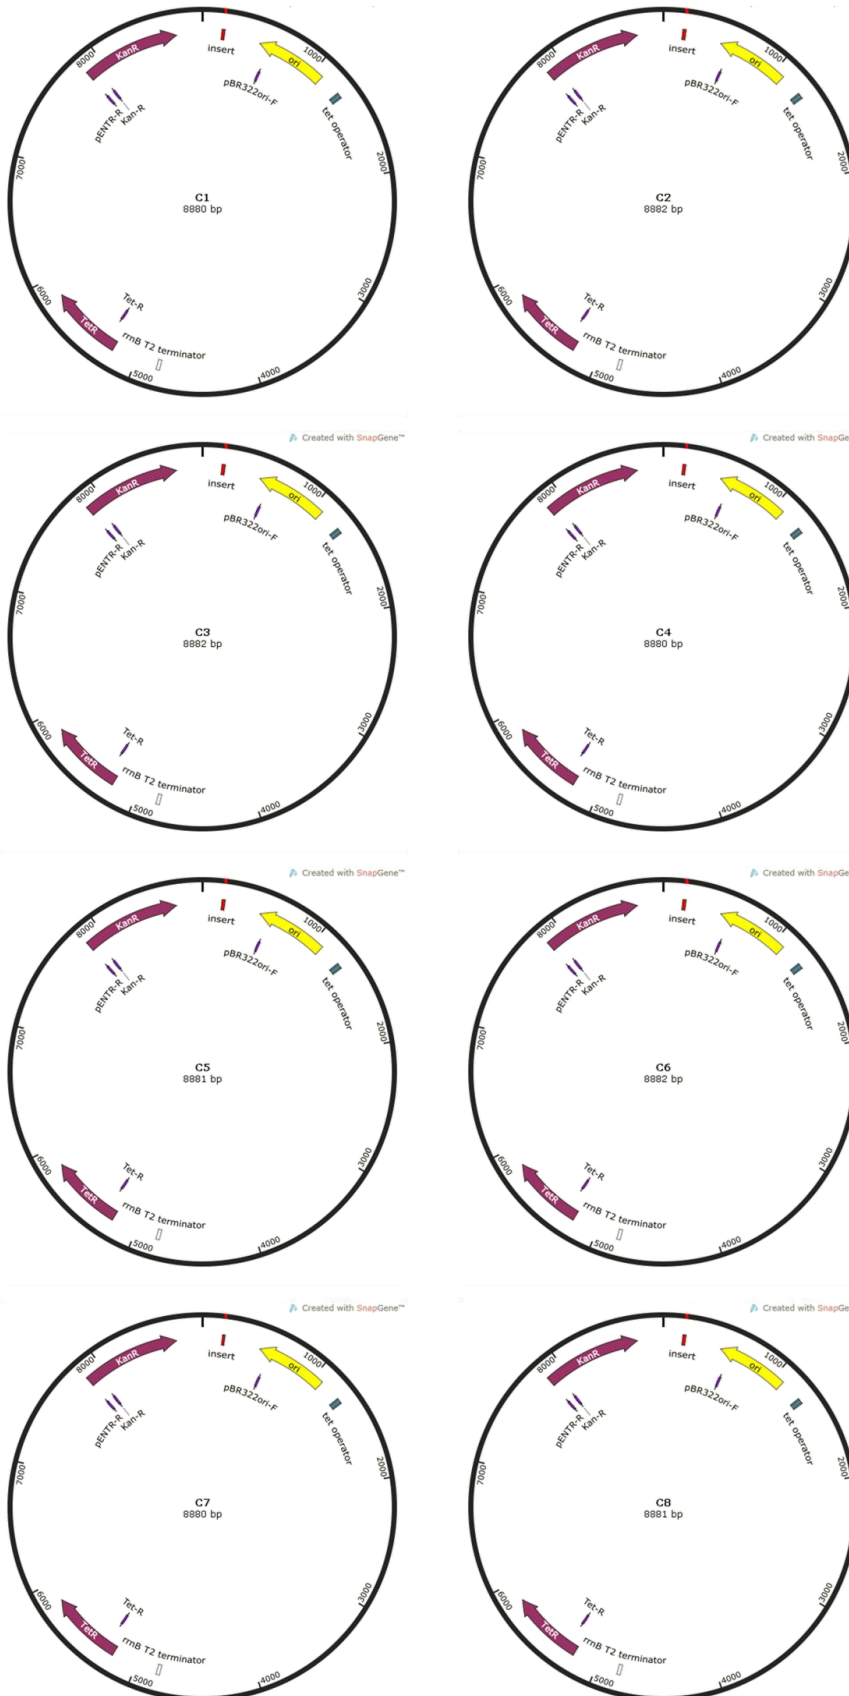 KanR
8000
insert
ori
1000
pBR322ori-F
tet operator
pENTR-R
Kan-R
7000
2000
C1
8880 bp
6000
3000
Tet-R
TetR
rrnB T2 terminator
5000
4000
KanR
8000
insert
ori
1000
pBR322ori-F
tet operator
pENTR-R
Kan-R
7000
2000
C2
8882 bp
6000
3000
Tet-R
TetR
rrnB T2 terminator
5000
4000
Created with SnapGene™
KanR
8000
insert
ori
1000
pBR322ori-F
tet operator
pENTR-R
Kan-R
7000
2000
C3
8882 bp
6000
3000
Tet-R
TetR
rrnB T2 terminator
5000
4000
Created with SnapGe
KanR
8000
insert
ori
1000
pBR322ori-F
tet operator
pENTR-R
Kan-R
7000
2000
C4
8880 bp
6000
3000
Tet-R
TetR
rrnB T2 terminator
5000
4000
Created with SnapGene™
KanR
8000
insert
ori
1000
pBR322ori-F
tet operator
pENTR-R
Kan-R
7000
2000
C5
8881 bp
6000
3000
Tet-R
TetR
rrnB T2 terminator
5000
4000
Created with SnapGe
KanR
8000
insert
ori
1000
pBR322ori-F
tet operator
pENTR-R
Kan-R
7000
2000
C6
8882 bp
6000
3000
Tet-R
TetR
rrnB T2 terminator
5000
4000
Created with SnapGene™
KanR
8000
insert
ori
1000
pBR322ori-F
tet operator
pENTR-R
Kan-R
7000
2000
C7
8880 bp
6000
3000
Tet-R
TetR
rrnB T2 terminator
5000
4000
Created with SnapGe
KanR
8000
insert
ori
1000
pBR322ori-F
tet operator
pENTR-R
Kan-R
7000
2000
C8
8881 bp
6000
3000
Tet-R
TetR
rrnB T2 terminator
5000
4000